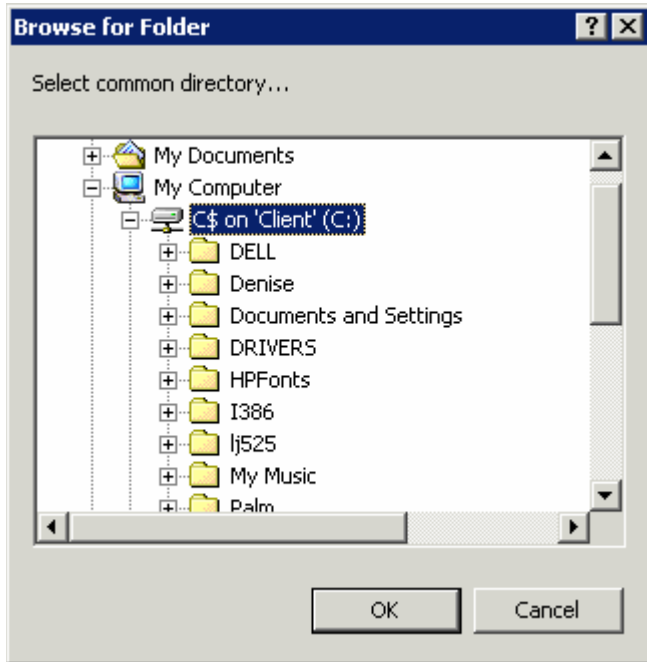 Browse for Folder
Select common directory...
My Documents
My Computer
C$ on 'Client' (C:)
DELL
Denise
Documents and Settings
DRIVERS
HPFonts
I386
lj525
My Music
Palm
OK Cancel